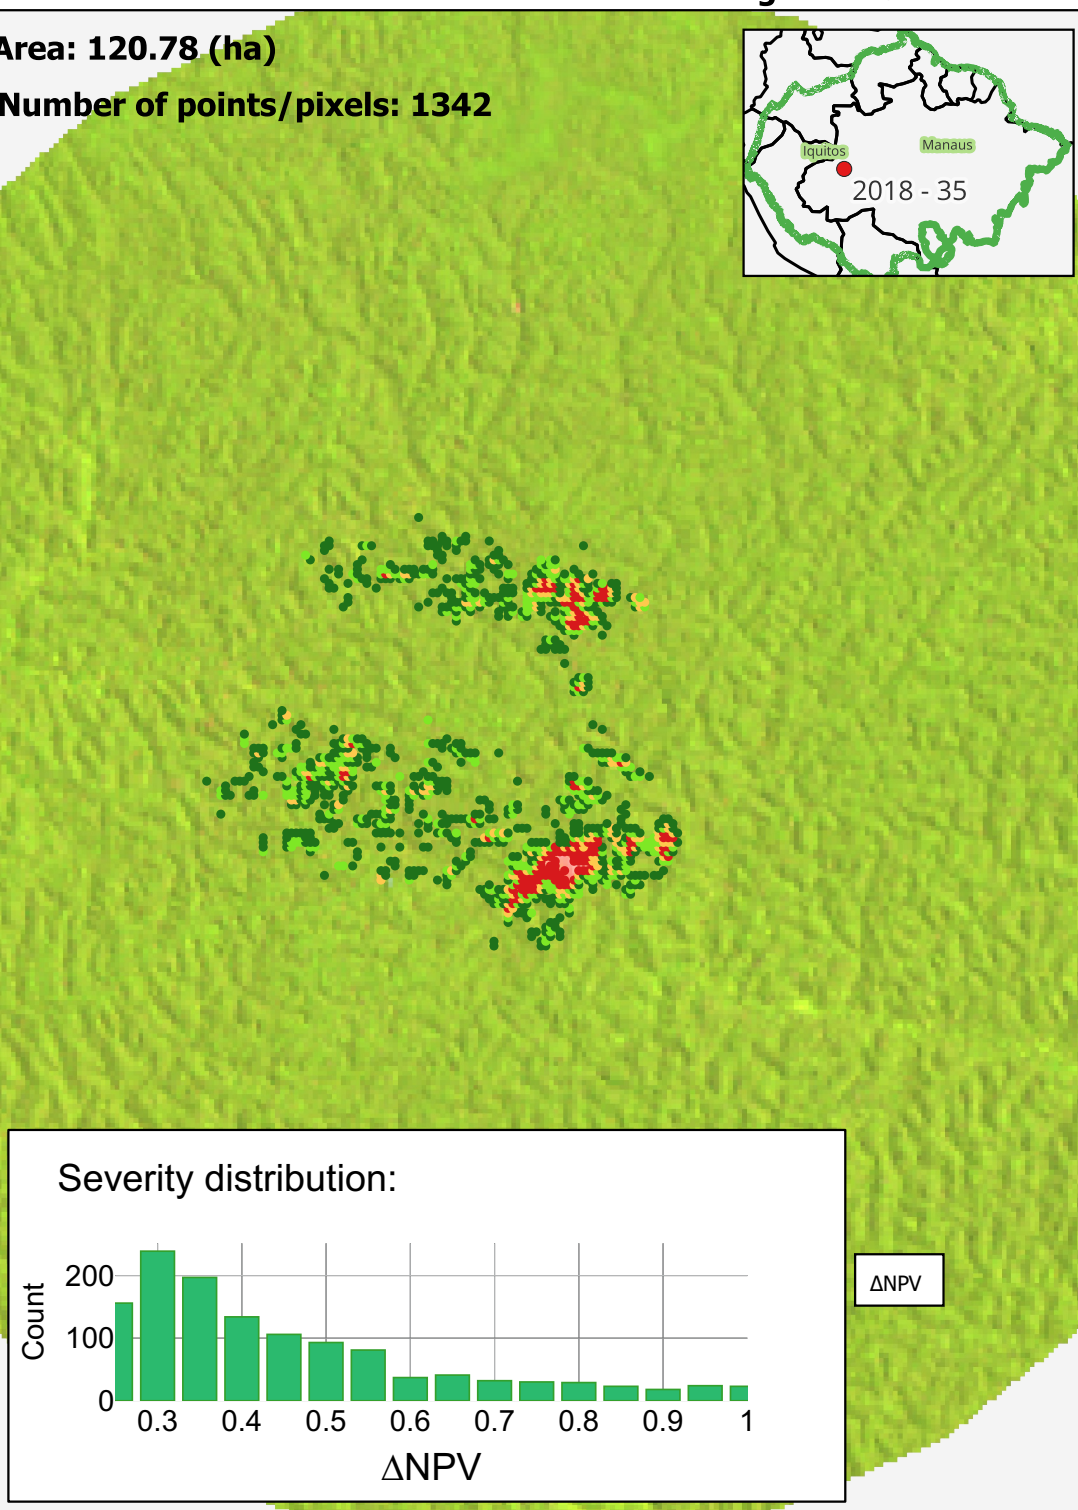 Area: 120.78 (ha)
Number of points/pixels: 1342
Iquitos
Manaus
2018 - 35
Severity distribution:
Count
200
100
0
0.3 0.4 0.5 0.6 0.7 0.8 0.9 1
ΔNPV
ΔNPV